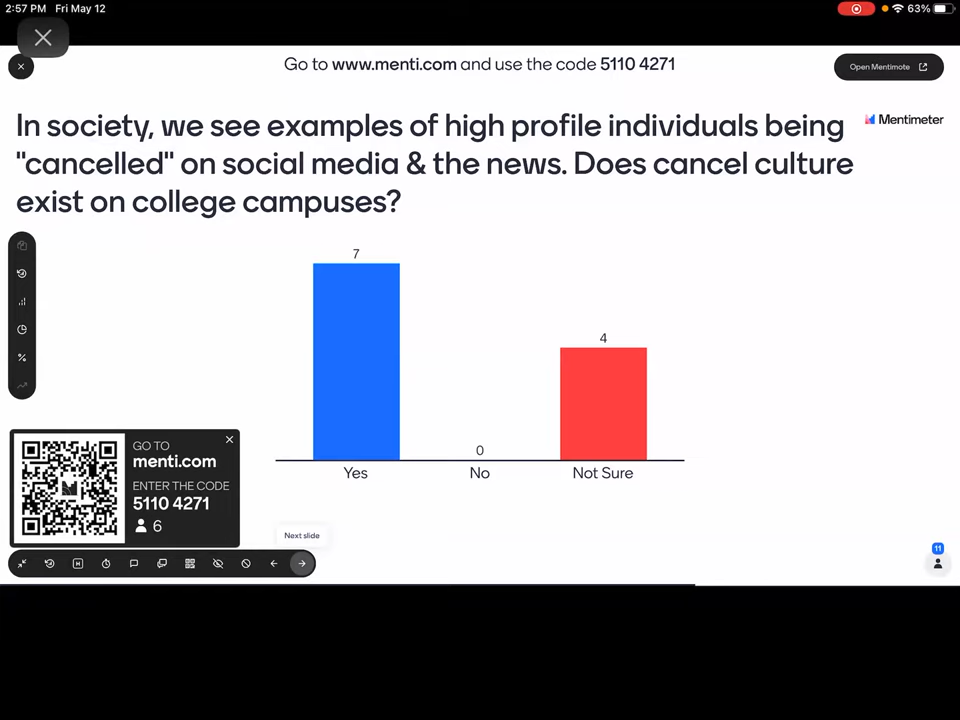 2:57 PM Fri May 12
63%
Go to www.menti.com and use the code 5110 4271
Open Mentimote
In society, we see examples of high profile individuals being
"cancelled" on social media & the news. Does cancel culture
exist on college campuses?
Mentimeter
7
4
0
Yes
No
Not Sure
GO TO
menti.com
ENTER THE CODE
5110 4271
6
Next slide
11